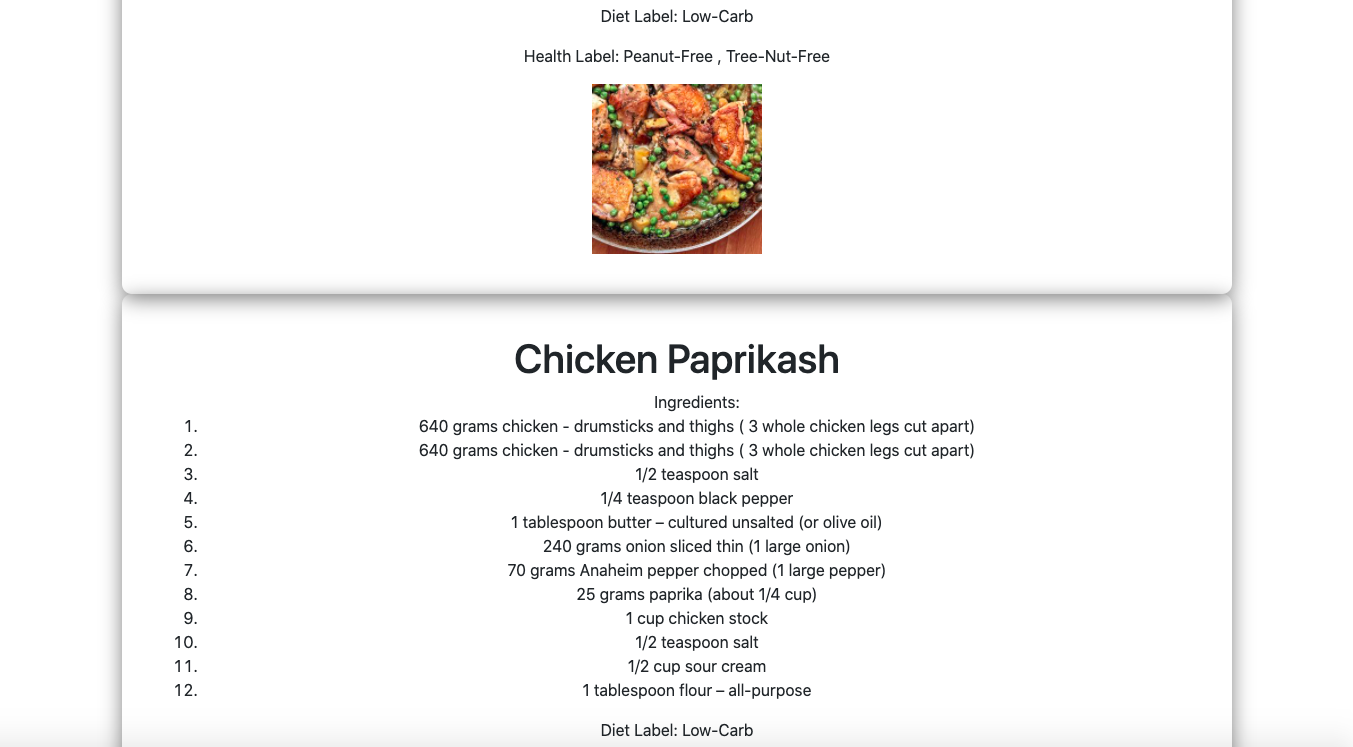 Diet Label: Low-Carb
Health Label: Peanut-Free , Tree-Nut-Free
Chicken Paprikash
Ingredients:
1. 640 grams chicken - drumsticks and thighs ( 3 whole chicken legs cut apart)
2. 640 grams chicken - drumsticks and thighs ( 3 whole chicken legs cut apart)
3. 1/2 teaspoon salt
4. 1/4 teaspoon black pepper
5. 1 tablespoon butter – cultured unsalted (or olive oil)
6. 240 grams onion sliced thin (1 large onion)
7. 70 grams Anaheim pepper chopped (1 large pepper)
8. 25 grams paprika (about 1/4 cup)
9. 1 cup chicken stock
10. 1/2 teaspoon salt
11. 1/2 cup sour cream
12. 1 tablespoon flour – all-purpose
Diet Label: Low-Carb